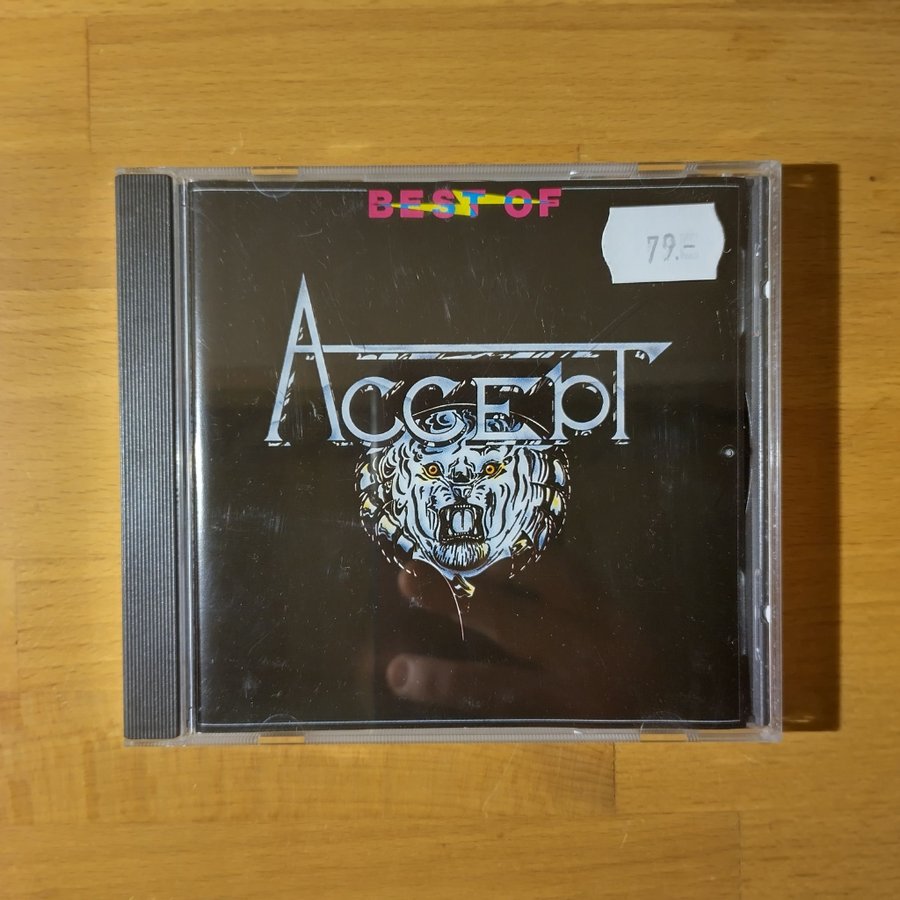 BEST OF
79.-
ACCEPT